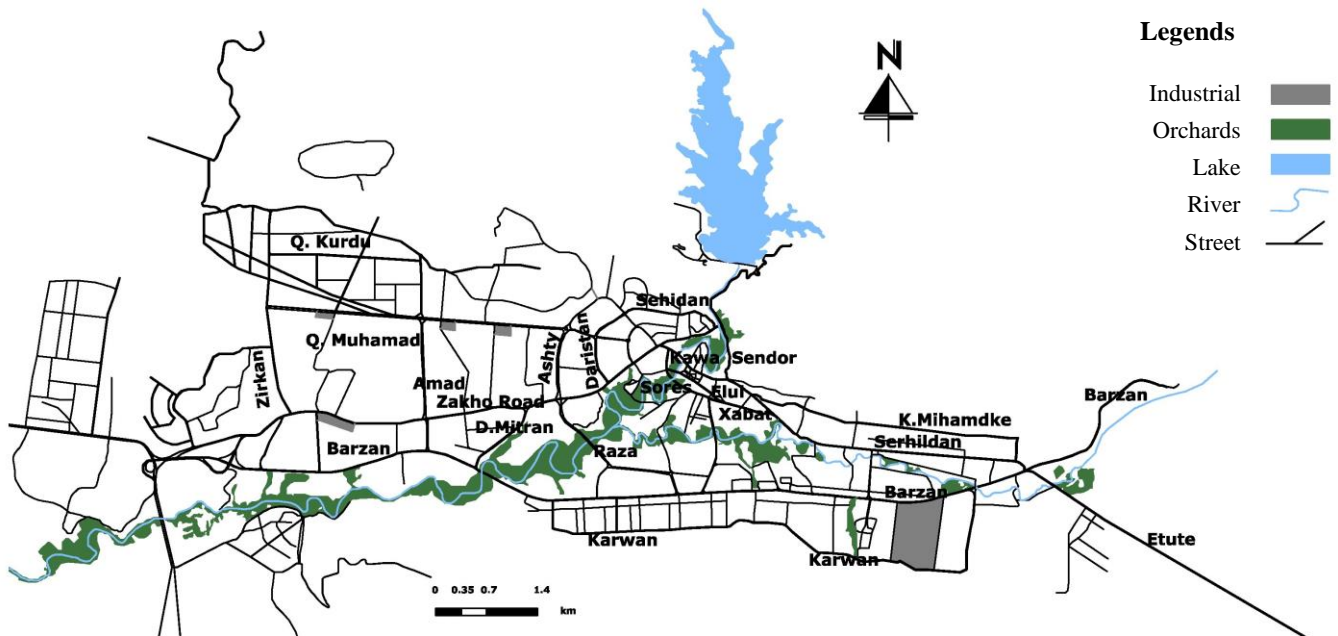 Legends
N
Industrial
Orchards
Lake
River
Street
Q. Kurdu
Sehidan
Q. Muhamad
Ashty
Daristan
Kawa
Sendor
Zirkan
Amad
Sores
Elul
Barzan
Zakho Road
Xabat
K.Mihamdke
D.Mitran
Serhildan
Barzan
Raza
Barzan
Karwan
Karwan
Etute
0 0.35 0.7 1.4
km